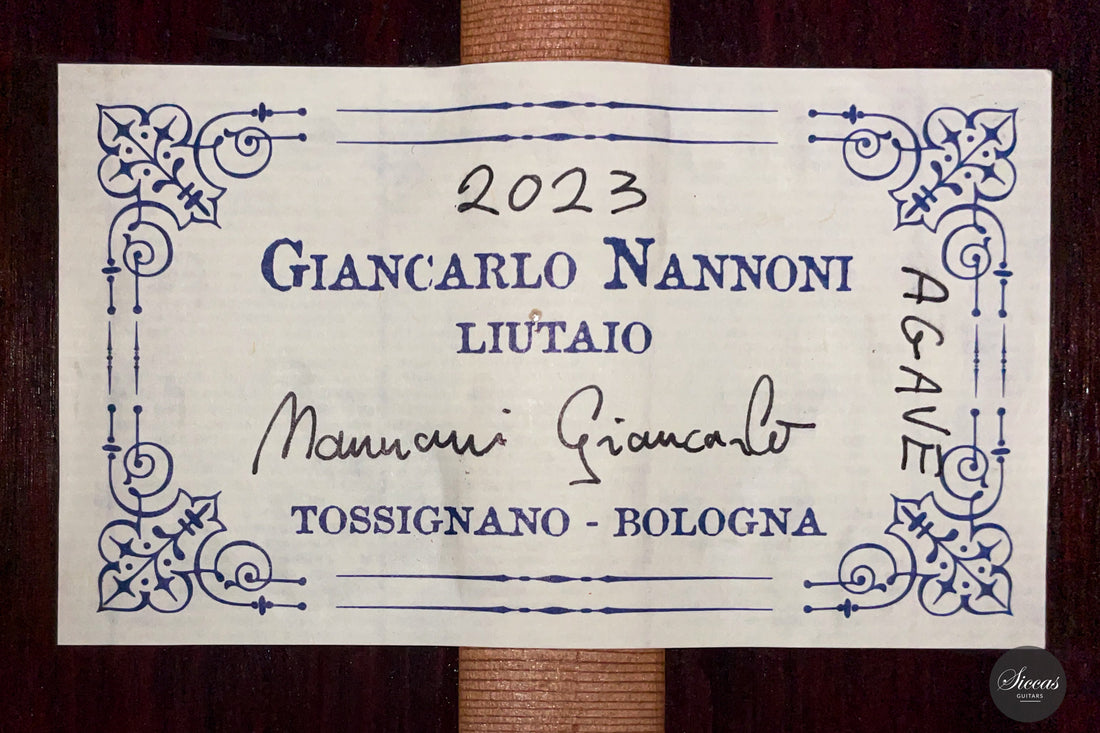 2023
GIANCARLO NANNONI
LIUTAIO
Nannoni Giancarlo
TOSSIGNANO - BOLOGNA
AGAVE
Siccas
GUITARS